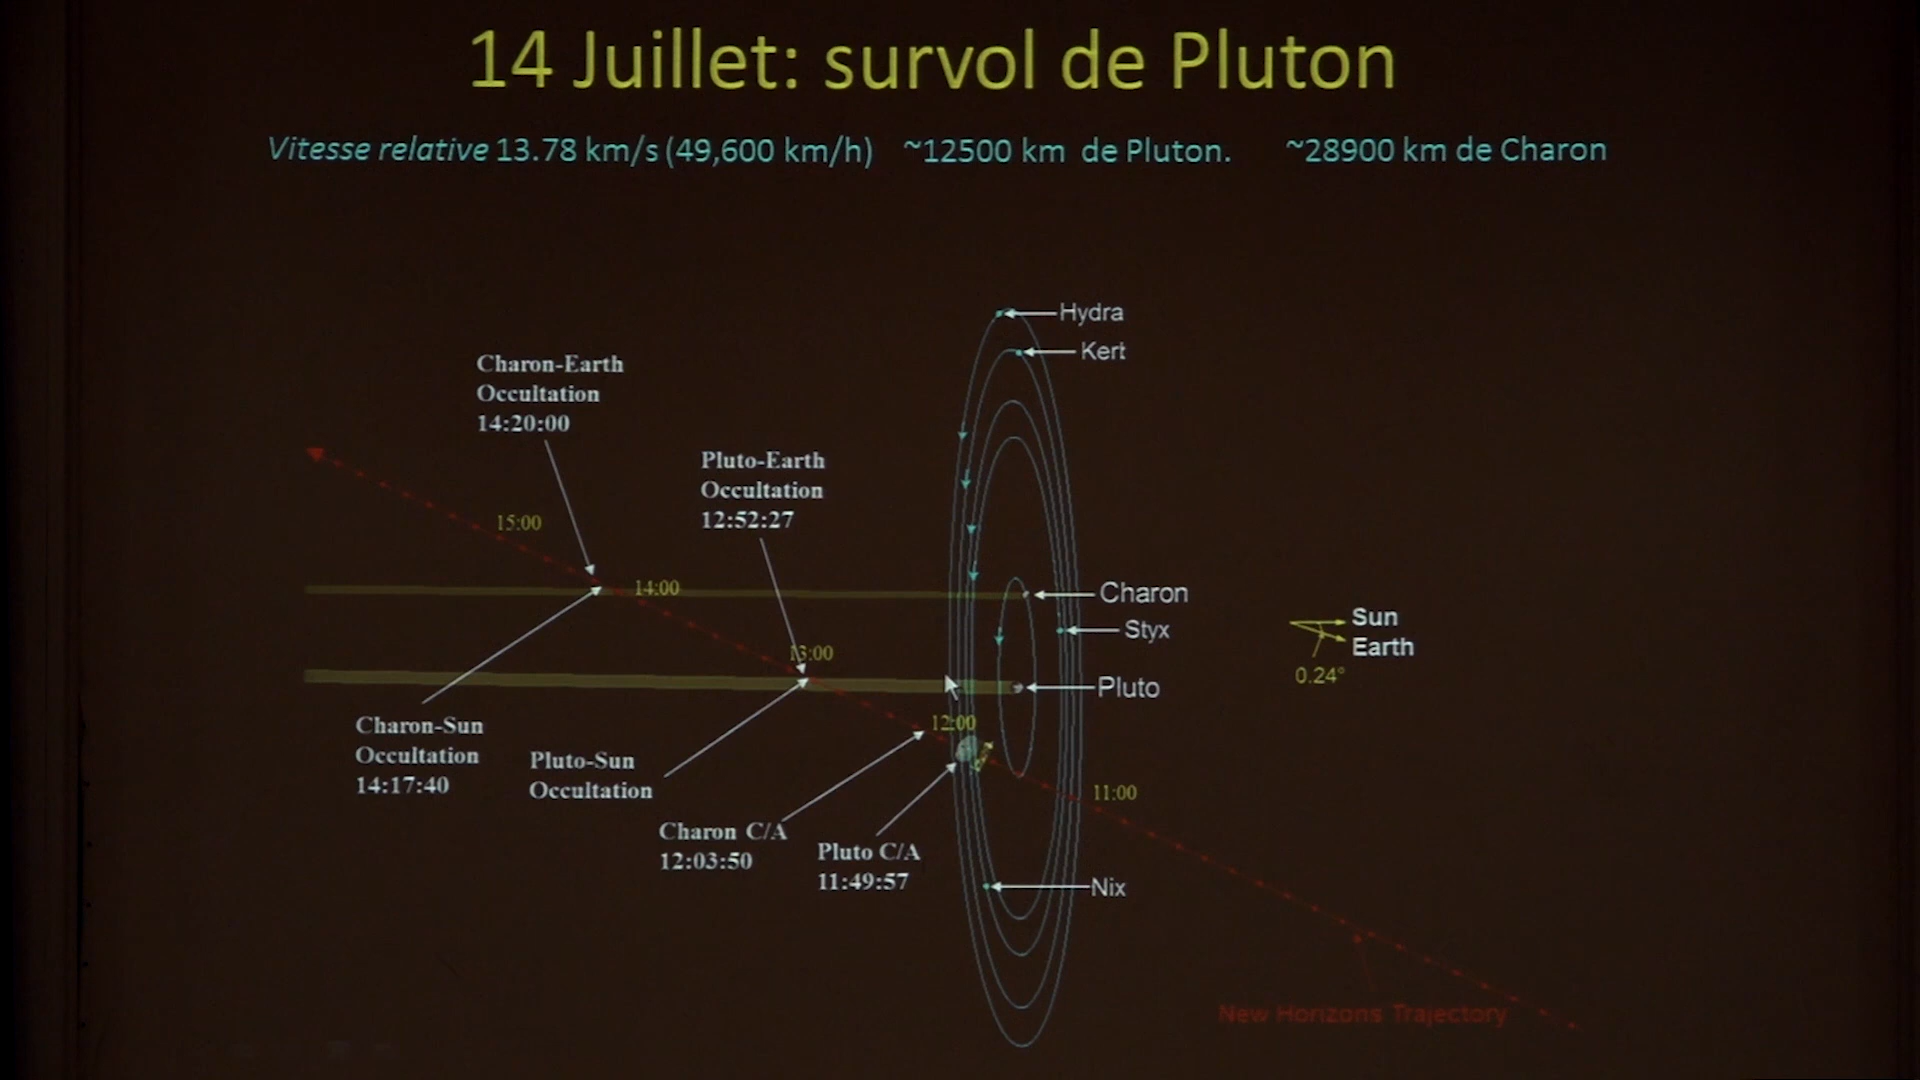 14 Juillet: survol de Pluton
Vitesse relative 13.78 km/s (49,600 km/h) ~12500 km de Pluton. ~28900 km de Charon
Hydra
Kert
Charon-Earth
Occultation
14:20:00
Pluto-Earth
Occultation
12:52:27
15:00
14:00
13:00
12:00
11:00
Charon
Styx
Pluto
Sun
Earth
0.24°
Charon-Sun
Occultation
14:17:40
Pluto-Sun
Occultation
Charon C/A
12:03:50
Pluto C/A
11:49:57
Nix
New Horizons Trajectory